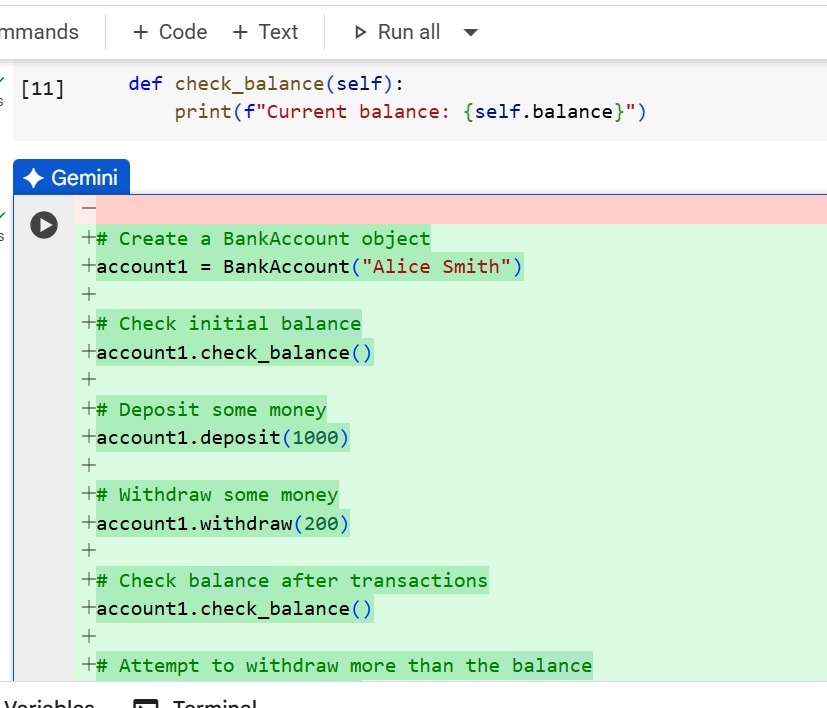 mmands + Code + Text Run all
[11] def check_balance(self):
print(f"Current balance: {self.balance}")
Gemini
# Create a BankAccount object
account1 = BankAccount("Alice Smith")
# Check initial balance
account1.check_balance()
# Deposit some money
account1.deposit(1000)
# Withdraw some money
account1.withdraw(200)
# Check balance after transactions
account1.check_balance()
# Attempt to withdraw more than the balance
Variables Terminal